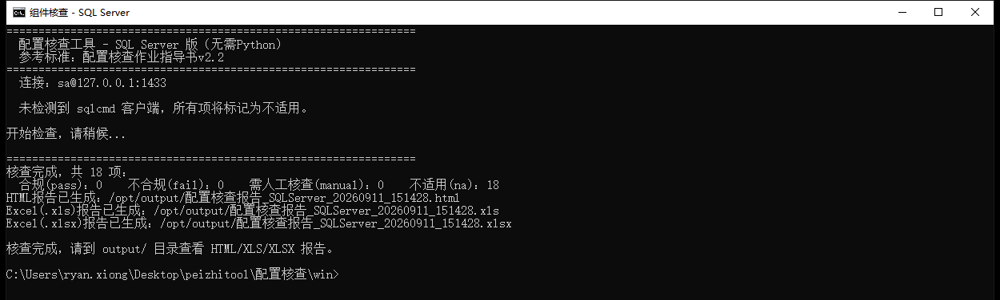 组件核查 - SQL Server
================================================================
配置核查工具 - SQL Server 版（无需Python）
参考标准：配置核查作业指导书v2.2
================================================================
连接：sa@127.0.0.1:1433
未检测到 sqlcmd 客户端，所有项将标记为不适用。
开始检查，请稍候...
================================================================
核查完成，共 18 项：
合规(pass)：0   不合规(fail)：0   需人工核查(manual)：0   不适用(na)：18
HTML报告已生成：/opt/output/配置核查报告_SQLServer_20260911_151428.html
Excel(.xls)报告已生成：/opt/output/配置核查报告_SQLServer_20260911_151428.xls
Excel(.xlsx)报告已生成：/opt/output/配置核查报告_SQLServer_20260911_151428.xlsx
核查完成，请到 output/ 目录查看 HTML/XLS/XLSX 报告。
C:\Users\ryan.xiong\Desktop\peizhitool\配置核查\win>